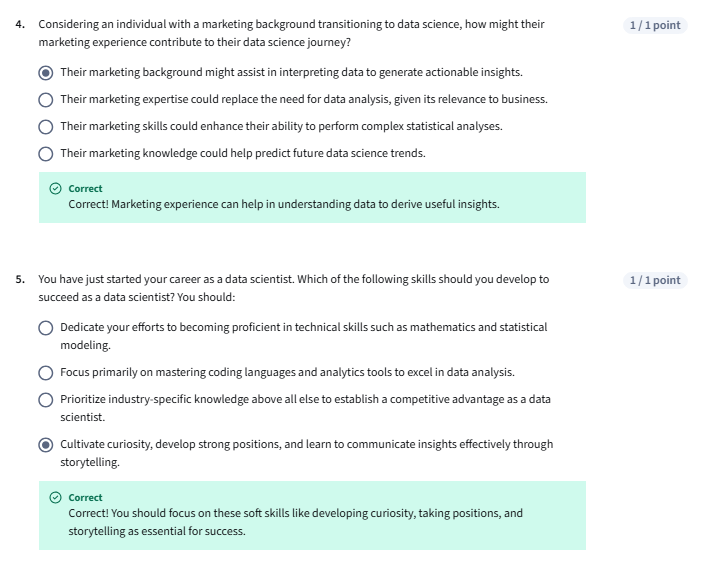 4. Considering an individual with a marketing background transitioning to data science, how might their
1 / 1 point
marketing experience contribute to their data science journey?
Their marketing background might assist in interpreting data to generate actionable insights.
Their marketing expertise could replace the need for data analysis, given its relevance to business.
Their marketing skills could enhance their ability to perform complex statistical analyses.
Their marketing knowledge could help predict future data science trends.
Correct
Correct! Marketing experience can help in understanding data to derive useful insights.
5. You have just started your career as a data scientist. Which of the following skills should you develop to
1 / 1 point
succeed as a data scientist? You should:
Dedicate your efforts to becoming proficient in technical skills such as mathematics and statistical
modeling.
Focus primarily on mastering coding languages and analytics tools to excel in data analysis.
Prioritize industry-specific knowledge above all else to establish a competitive advantage as a data
scientist.
Cultivate curiosity, develop strong positions, and learn to communicate insights effectively through
storytelling.
Correct
Correct! You should focus on these soft skills like developing curiosity, taking positions, and
storytelling as essential for success.